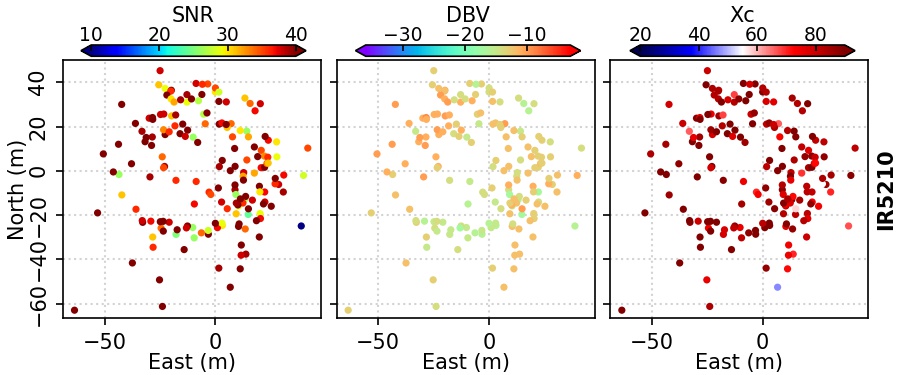 SNR
DBV
Xc
10 20 30 40
−30 −20 −10
20 40 60 80
North (m)
40
20
0
−20
−40
−60
−50 0
−50 0
−50 0
East (m)
East (m)
East (m)
IR5210